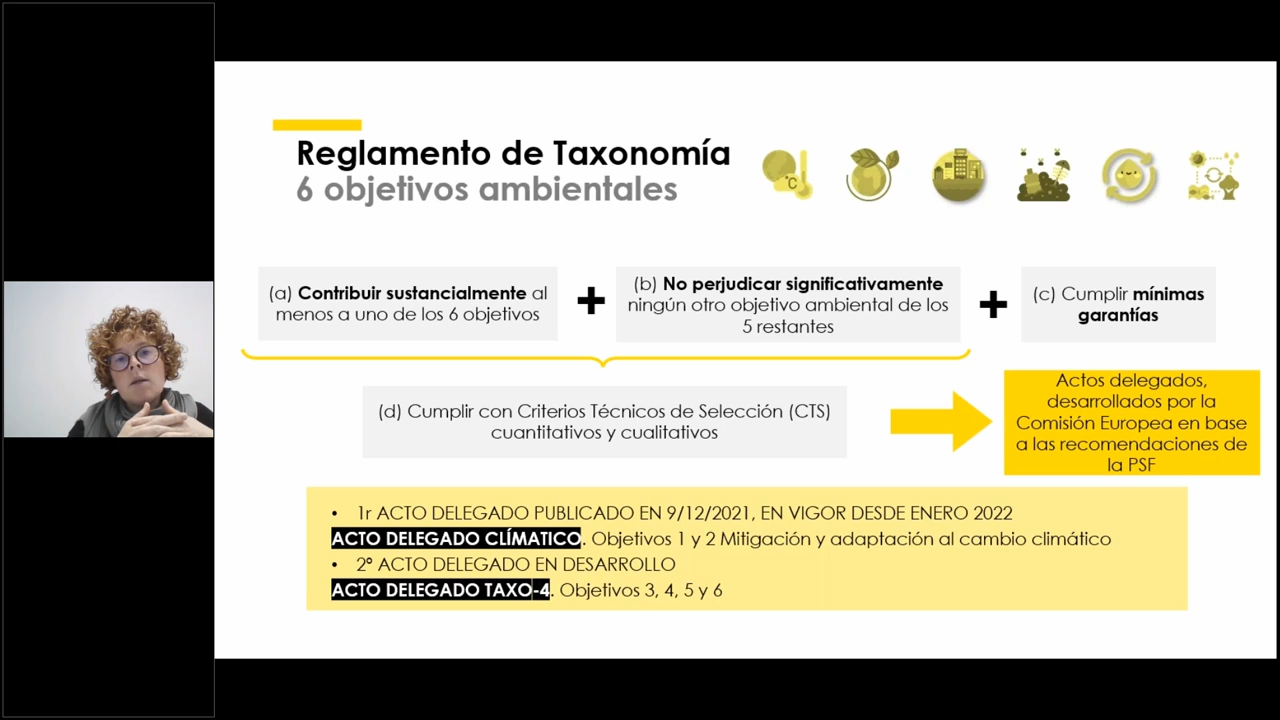 Reglamento de Taxonomía
6 objetivos ambientales
°C
(a) Contribuir sustancialmente al
menos a uno de los 6 objetivos
+
(b) No perjudicar significativamente
ningún otro objetivo ambiental de los
5 restantes
+
(c) Cumplir mínimas
garantías
(d) Cumplir con Criterios Técnicos de Selección (CTS)
cuantitativos y cualitativos
Actos delegados,
desarrollados por la
Comisión Europea en base
a las recomendaciones de
la PSF
• 1r ACTO DELEGADO PUBLICADO EN 9/12/2021, EN VIGOR DESDE ENERO 2022
ACTO DELEGADO CLÍMATICO. Objetivos 1 y 2 Mitigación y adaptación al cambio climático
• 2º ACTO DELEGADO EN DESARROLLO
ACTO DELEGADO TAXO-4. Objetivos 3, 4, 5 y 6